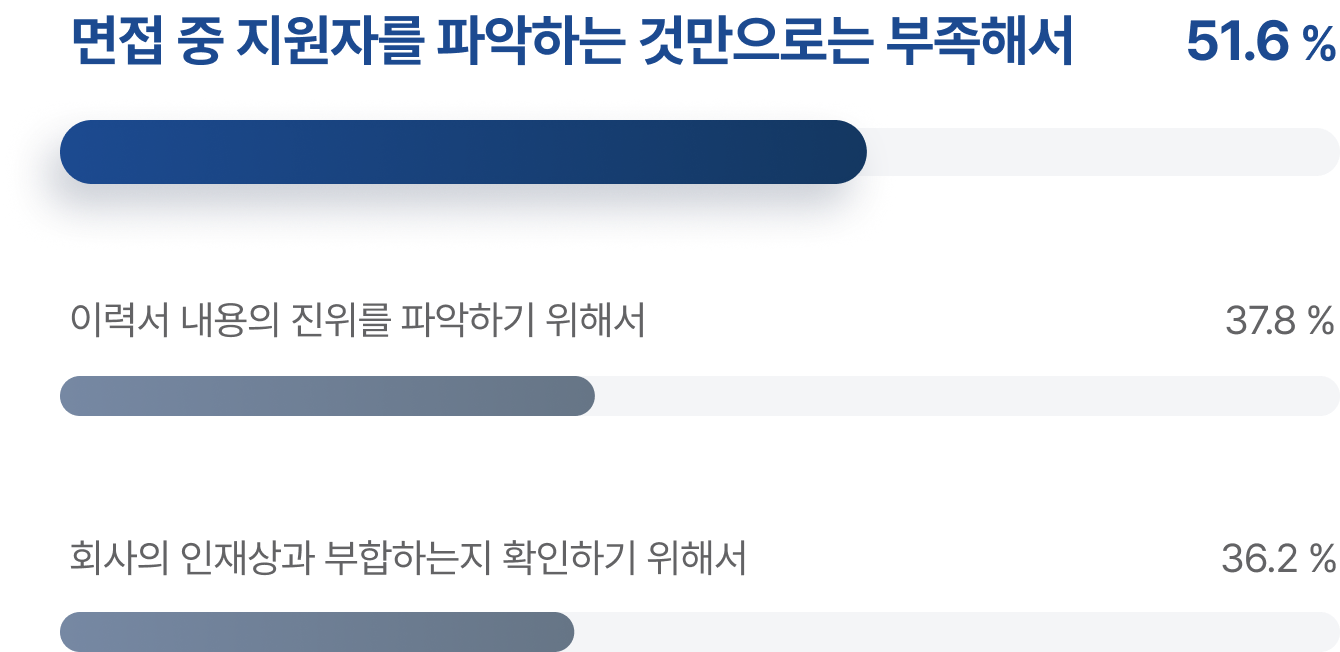 면접 중 지원자를 파악하는 것만으로는 부족해서 51.6 %
이력서 내용의 진위를 파악하기 위해서 37.8 %
회사의 인재상과 부합하는지 확인하기 위해서 36.2 %